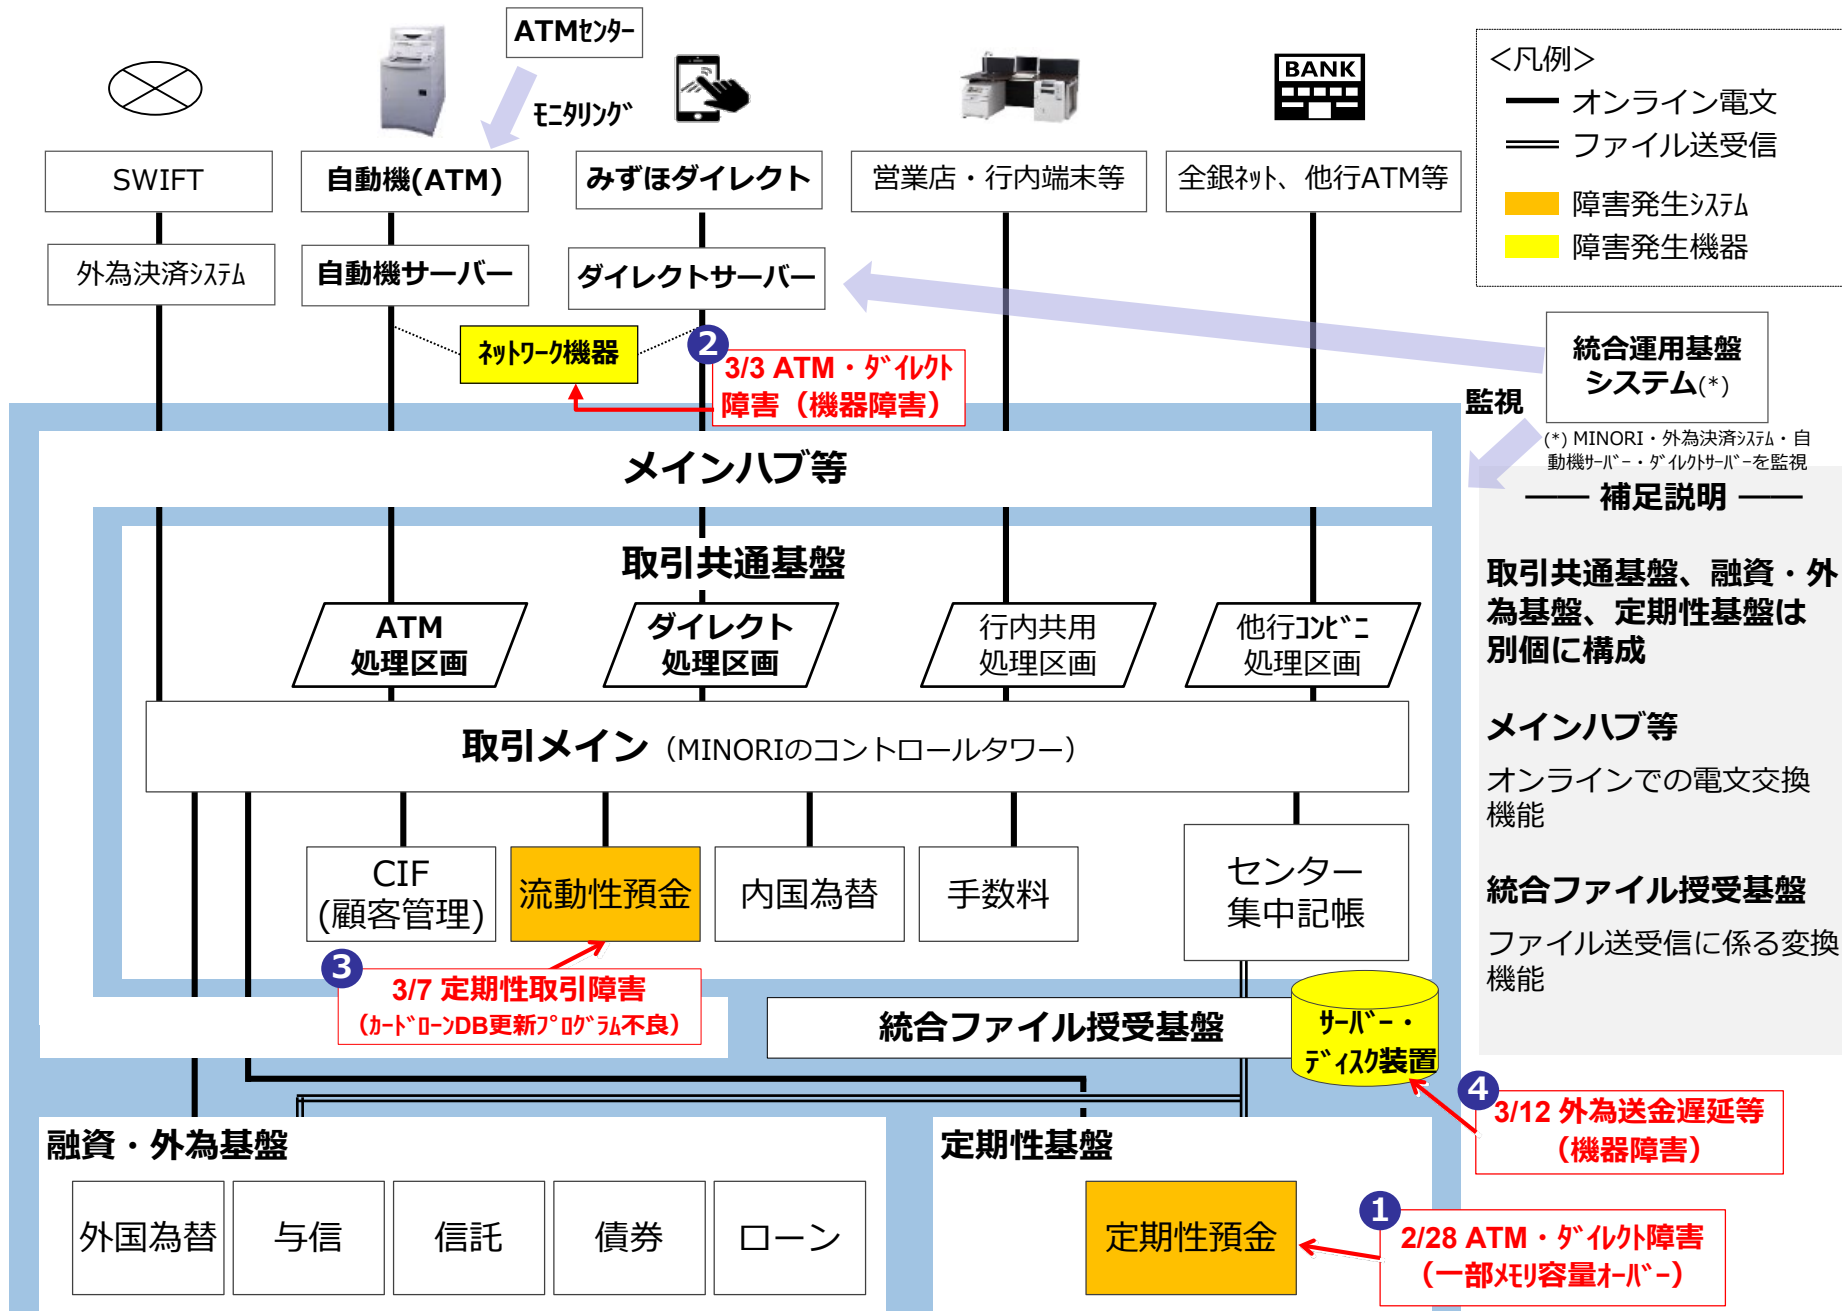 ATMｾﾝﾀｰ
ﾓﾆﾀﾘﾝｸﾞ
BANK
<凡例>
オンライン電文
ファイル送受信
障害発生ｼｽﾃﾑ
障害発生機器
SWIFT
自動機(ATM)
みずほダイレクト
営業店・行内端末等
全銀ﾈｯﾄ、他行ATM等
外為決済ｼｽﾃﾑ
自動機サーバー
ダイレクトサーバー
ﾈｯﾄﾜｰｸ機器
2
3/3 ATM・ﾀﾞｲﾚｸﾄ
障害（機器障害）
統合運用基盤
システム(*)
監視
(*) MINORI・外為決済ｼｽﾃﾑ・自
動機ｻｰﾊﾞｰ・ﾀﾞｲﾚｸﾄｻｰﾊﾞｰを監視
メインハブ等
取引共通基盤
ATM
処理区画
ダイレクト
処理区画
行内共用
処理区画
他行ｺﾝﾋﾞﾆ
処理区画
取引メイン（MINORIのコントロールタワー）
CIF
(顧客管理)
流動性預金
内国為替
手数料
センター
集中記帳
3
3/7 定期性取引障害
（ｶｰﾄﾞﾛｰﾝDB更新ﾌﾟﾛｸﾞﾗﾑ不良）
統合ファイル授受基盤
ｻｰﾊﾞｰ・
ﾃﾞｨｽｸ装置
4
3/12 外為送金遅延等
（機器障害）
融資・外為基盤
外国為替
与信
信託
債券
ローン
定期性基盤
定期性預金
1
2/28 ATM・ﾀﾞｲﾚｸﾄ障害
（一部ﾒﾓﾘ容量ｵｰﾊﾞｰ）
―― 補足説明 ――
取引共通基盤、融資・外
為基盤、定期性基盤は
別個に構成
メインハブ等
オンラインでの電文交換
機能
統合ファイル授受基盤
ファイル送受信に係る変換
機能